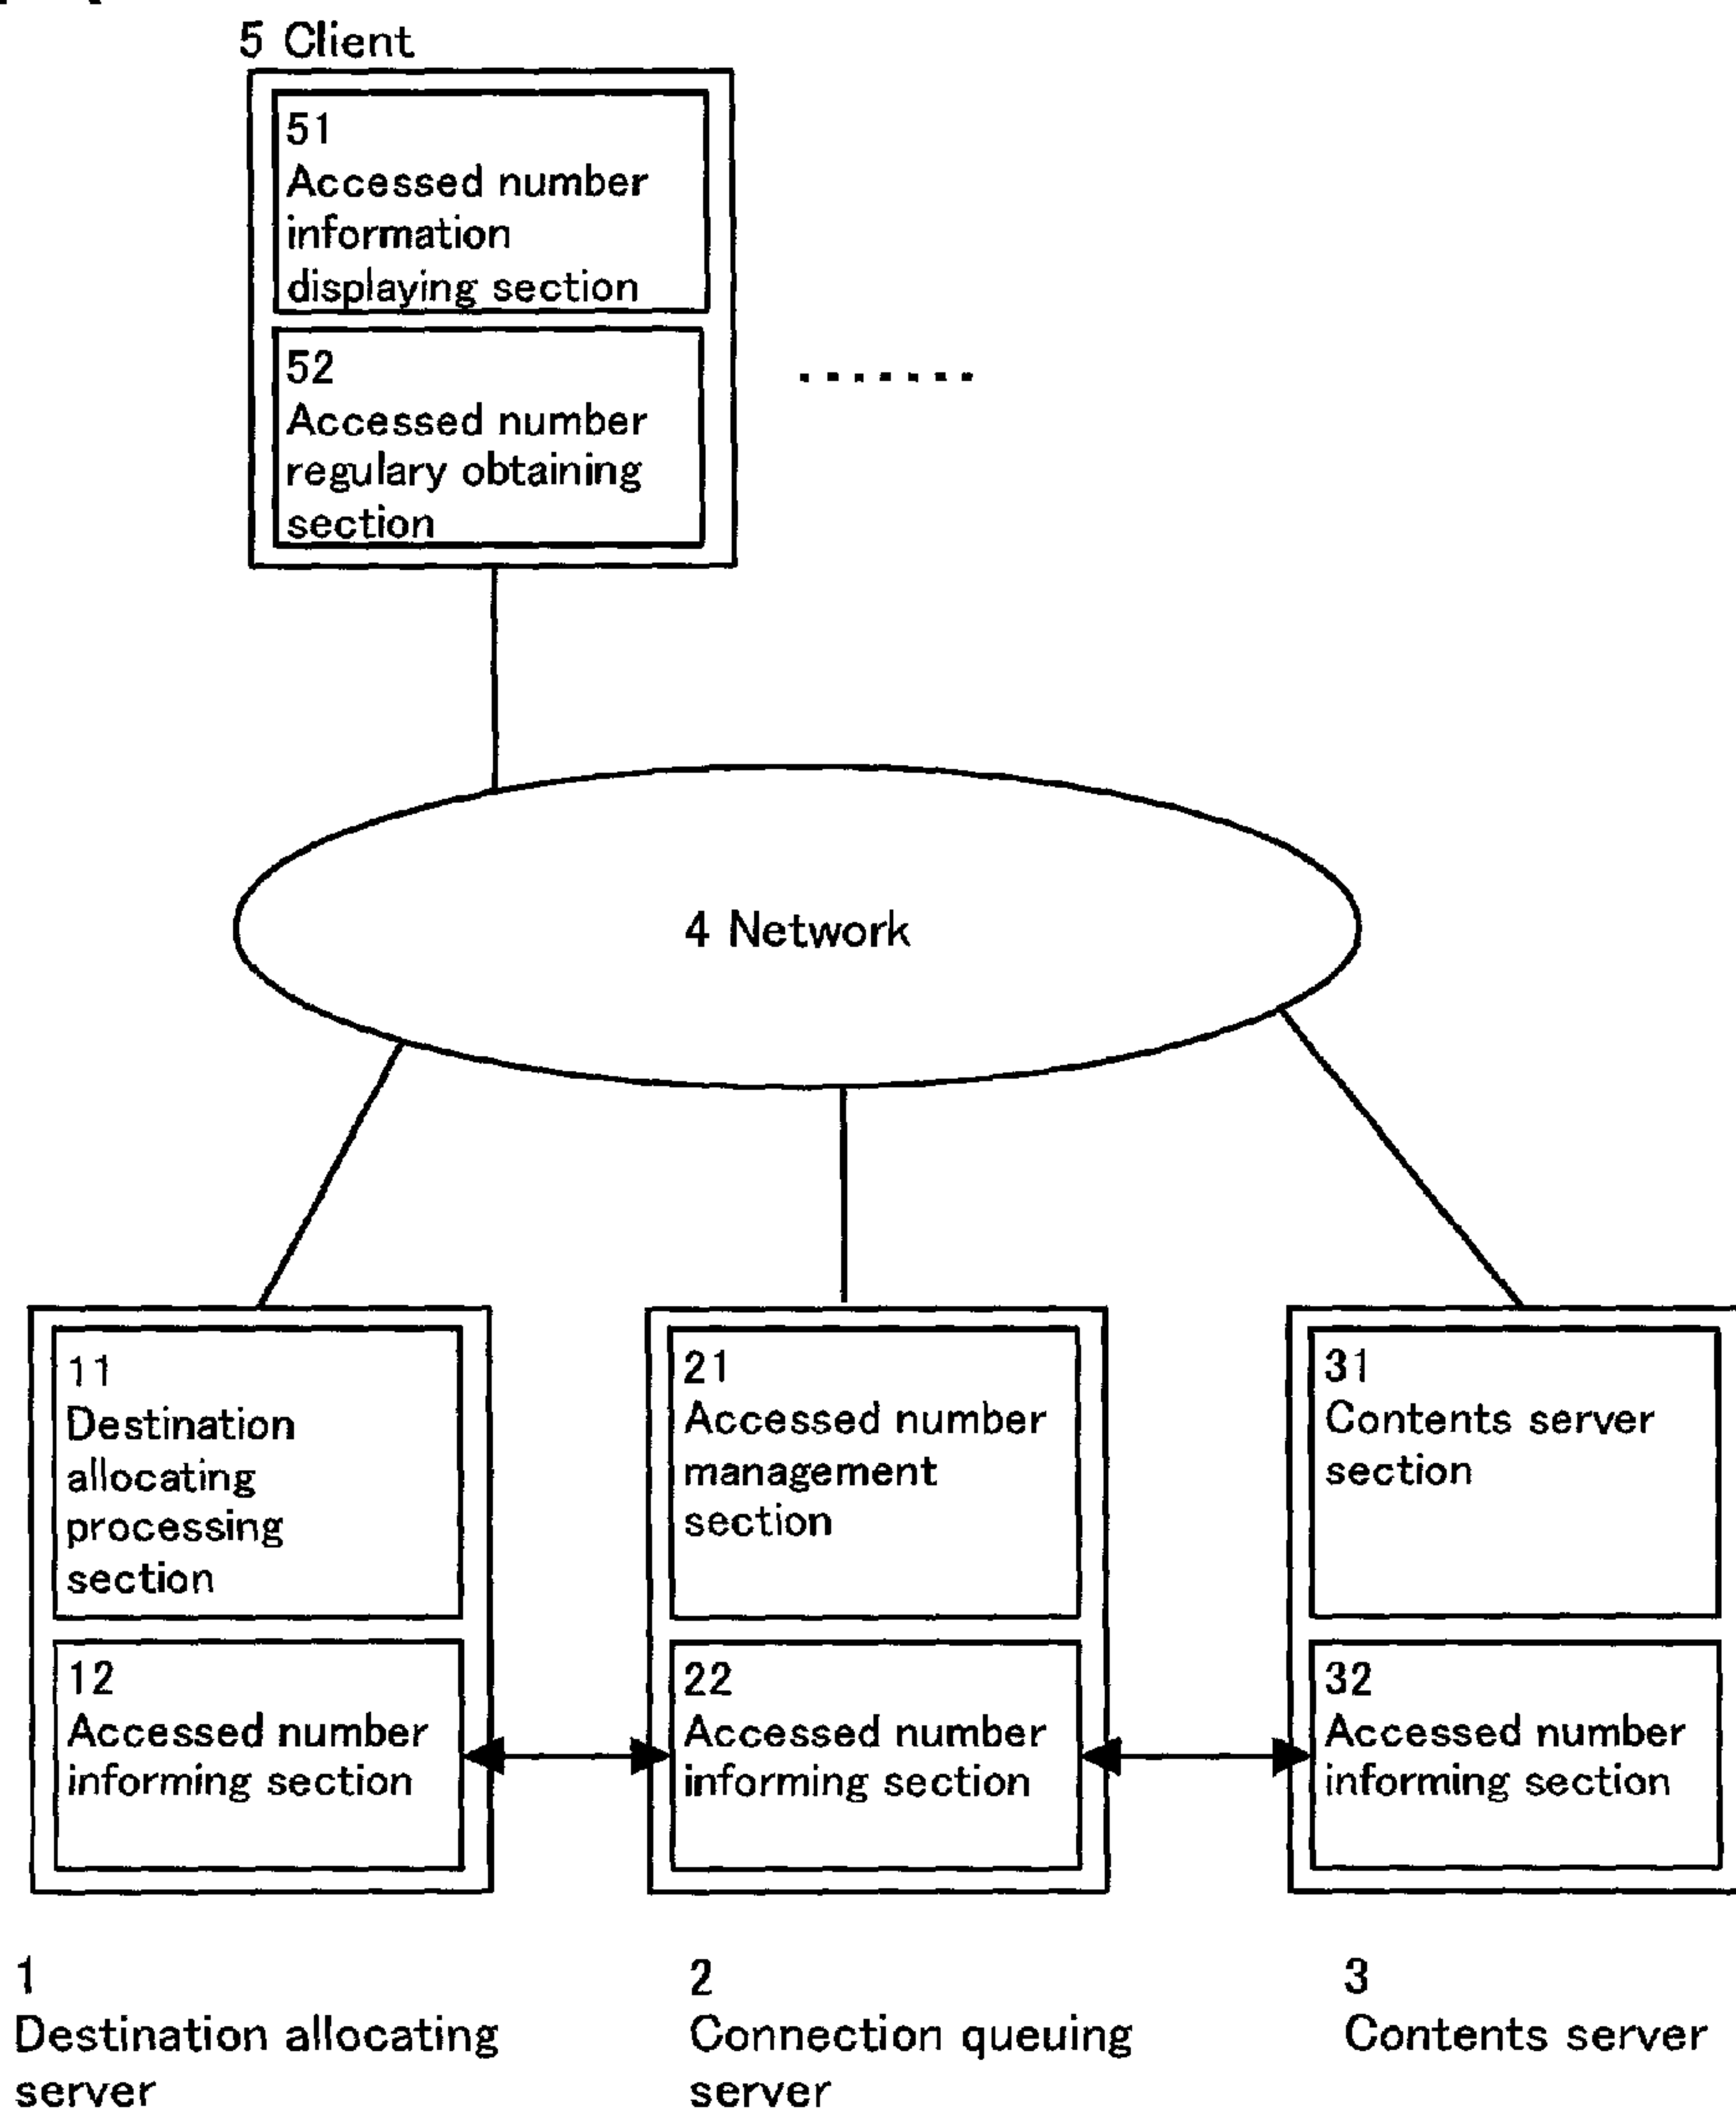 5 Client
51
Accessed number
information
displaying section
52
Accessed number
regulary obtaining
section
4 Network
11
Destination
allocating
processing
section
12
Accessed number
informing section
21
Accessed number
management
section
22
Accessed number
informing section
31
Contents server
section
32
Accessed number
informing section
1
Destination allocating
server
2
Connection queuing
server
3
Contents server